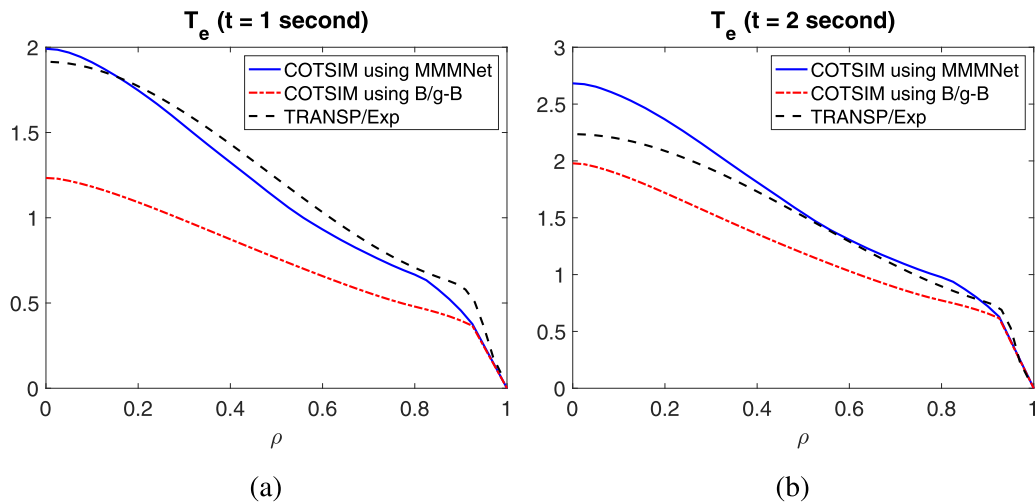 T_e (t = 1 second)
2
1.5
1
0.5
0
COTSIM using MMMNet
COTSIM using B/g-B
TRANSP/Exp
0 0.2 0.4 0.6 0.8 1
ρ
(a)
T_e (t = 2 second)
3
2.5
2
1.5
1
0.5
0
COTSIM using MMMNet
COTSIM using B/g-B
TRANSP/Exp
0 0.2 0.4 0.6 0.8 1
ρ
(b)